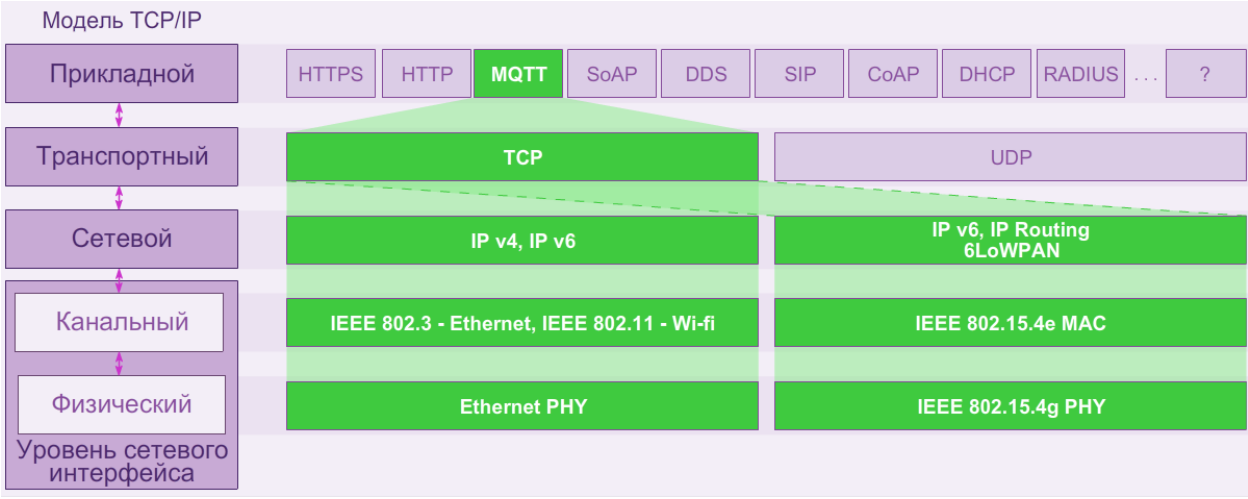 Модель TCP/IP
Прикладной
HTTPS
HTTP
MQTT
SoAP
DDS
SIP
CoAP
DHCP
RADIUS
...
?
Транспортный
TCP
UDP
Сетевой
IP v4, IP v6
IP v6, IP Routing
6LoWPAN
Канальный
IEEE 802.3 - Ethernet, IEEE 802.11 - Wi-fi
IEEE 802.15.4e MAC
Физический
Ethernet PHY
IEEE 802.15.4g PHY
Уровень сетевого
интерфейса